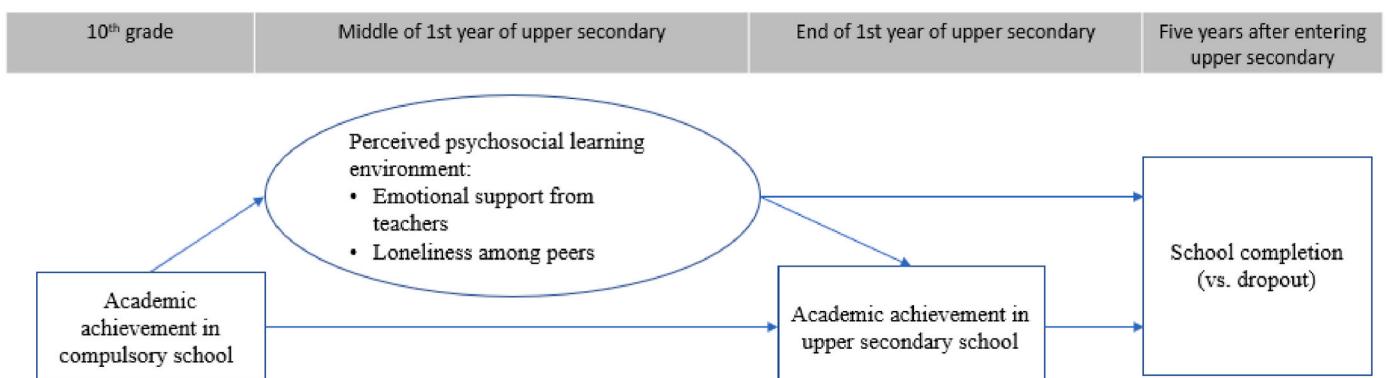 10th grade
Middle of 1st year of upper secondary
End of 1st year of upper secondary
Five years after entering
upper secondary
Perceived psychosocial learning
environment:
• Emotional support from
teachers
• Loneliness among peers
Academic
achievement in
compulsory school
Academic achievement in
upper secondary school
School completion
(vs. dropout)